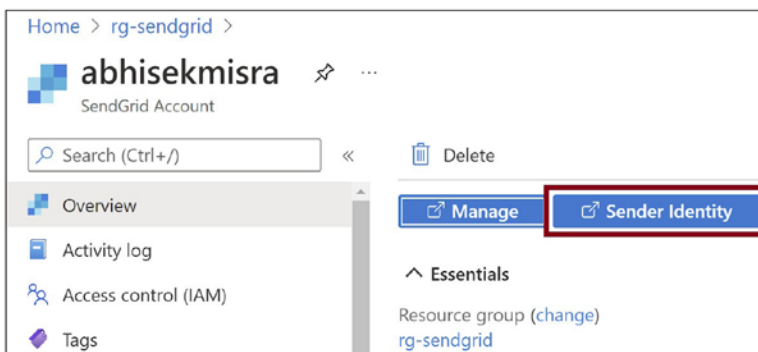 Home > rg-sendgrid >
abhisekmisra
SendGrid Account
Search (Ctrl+/)
Overview
Activity log
Access control (IAM)
Tags
Delete
Manage
Sender Identity
Essentials
Resource group (change)
rg-sendgrid